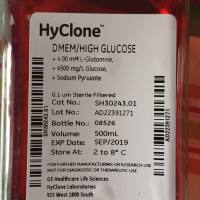 HyClone™
DMEM/HIGH GLUCOSE
+ 4.00 mM L-Glutamine,
+ 4500 mg/L Glucose,
+ Sodium Pyruvate
0.1 um Sterile Filtered
Cat No.: SH30243.01
Lot No.: AD22391271
Bottle No.: 08526
Volume: 500mL
EXP Date: SEP/2019
Store At: 2 to 8° C
FOR FURTHER MANUFACTURING OR RESEARCH USE
NOT FOR DIAGNOSTIC OR THERAPEUTIC USE
GE Healthcare Life Sciences
HyClone Laboratories
925 West 1800 South
SH30243.01
AD22391271